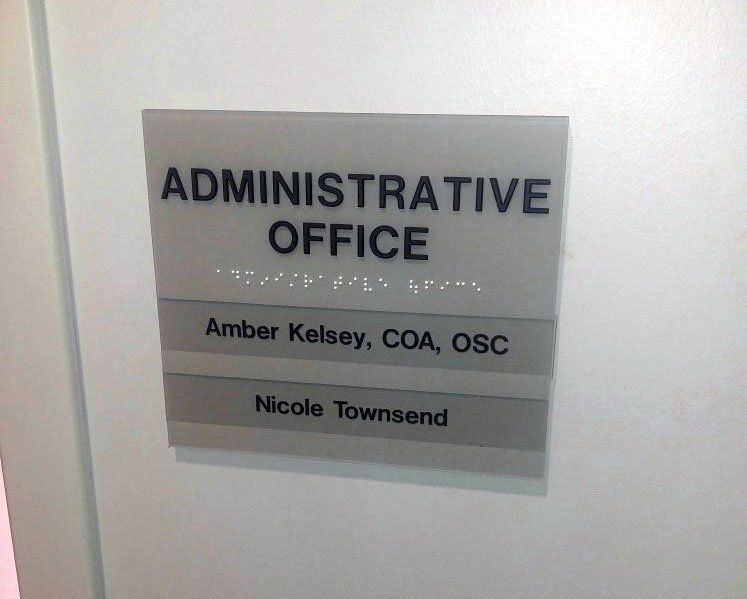 ADMINISTRATIVE
OFFICE
Amber Kelsey, COA, OSC
Nicole Townsend